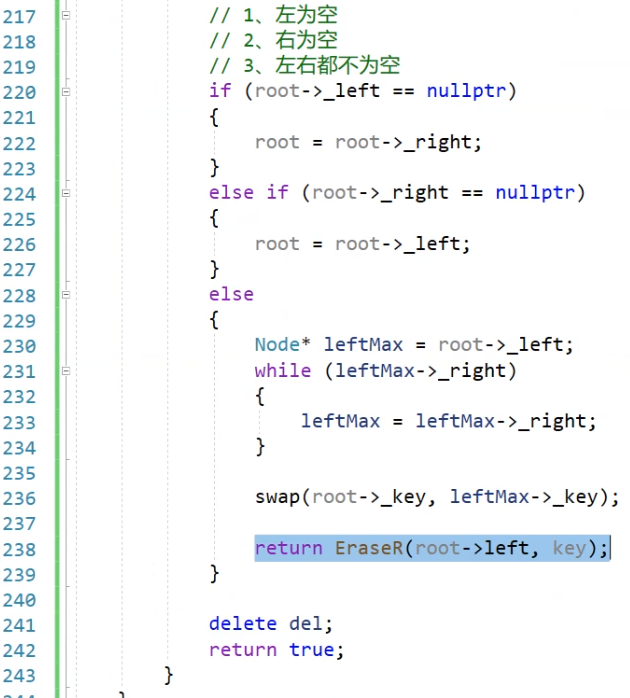 217 // 1、左为空
218 // 2、右为空
219 // 3、左右都不为空
220 if (root->_left == nullptr)
221 {
222 root = root->_right;
223 }
224 else if (root->_right == nullptr)
225 {
226 root = root->_left;
227 }
228 else
229 {
230 Node* leftMax = root->_left;
231 while (leftMax->_right)
232 {
233 leftMax = leftMax->_right;
234 }
235
236 swap(root->_key, leftMax->_key);
237
238 return EraseR(root->left, key);
239 }
240
241 delete del;
242 return true;
243 }